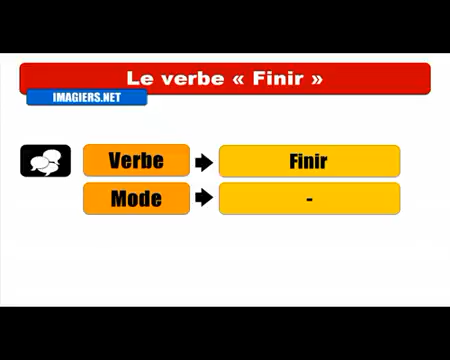 Le verbe « Finir »
IMAGIERS.NET
Verbe Finir
Mode -